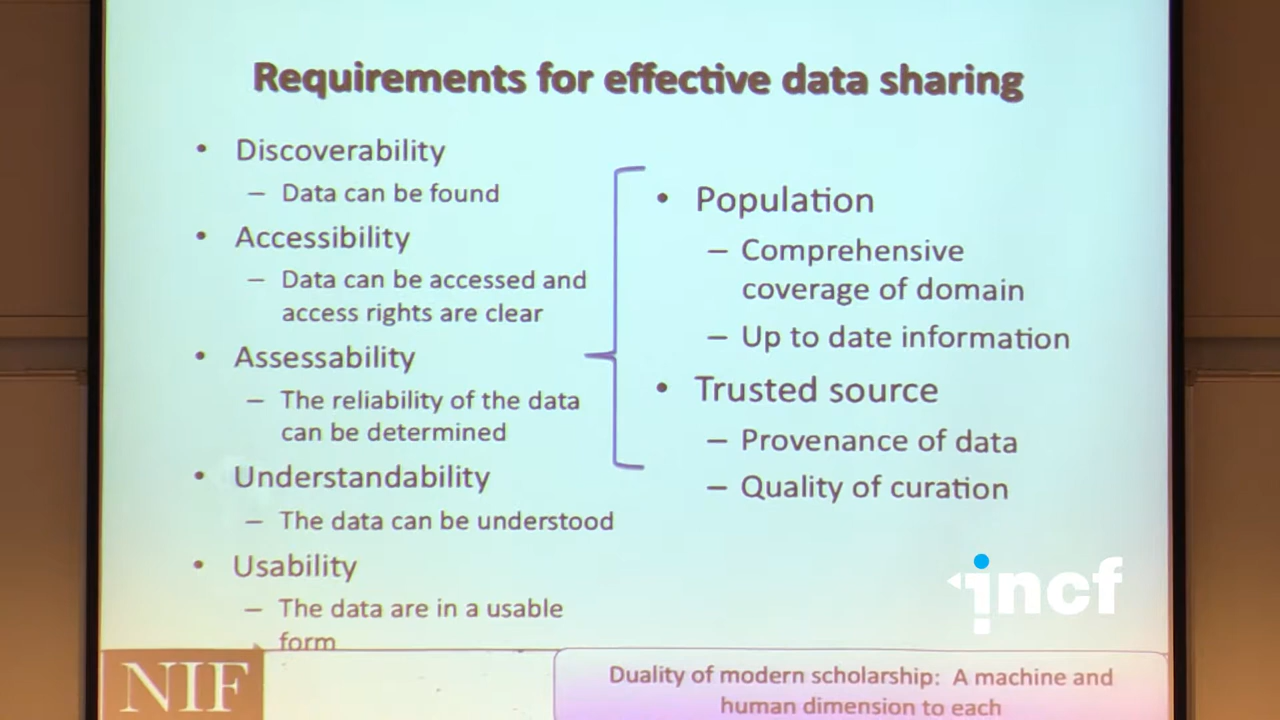 Requirements for effective data sharing
• Discoverability
– Data can be found
• Accessibility
– Data can be accessed and
access rights are clear
• Assessability
– The reliability of the data
can be determined
• Understandability
– The data can be understood
• Usability
– The data are in a usable
form
• Population
– Comprehensive
coverage of domain
– Up to date information
• Trusted source
– Provenance of data
– Quality of curation
incf
NIF
Duality of modern scholarship: A machine and
human dimension to each